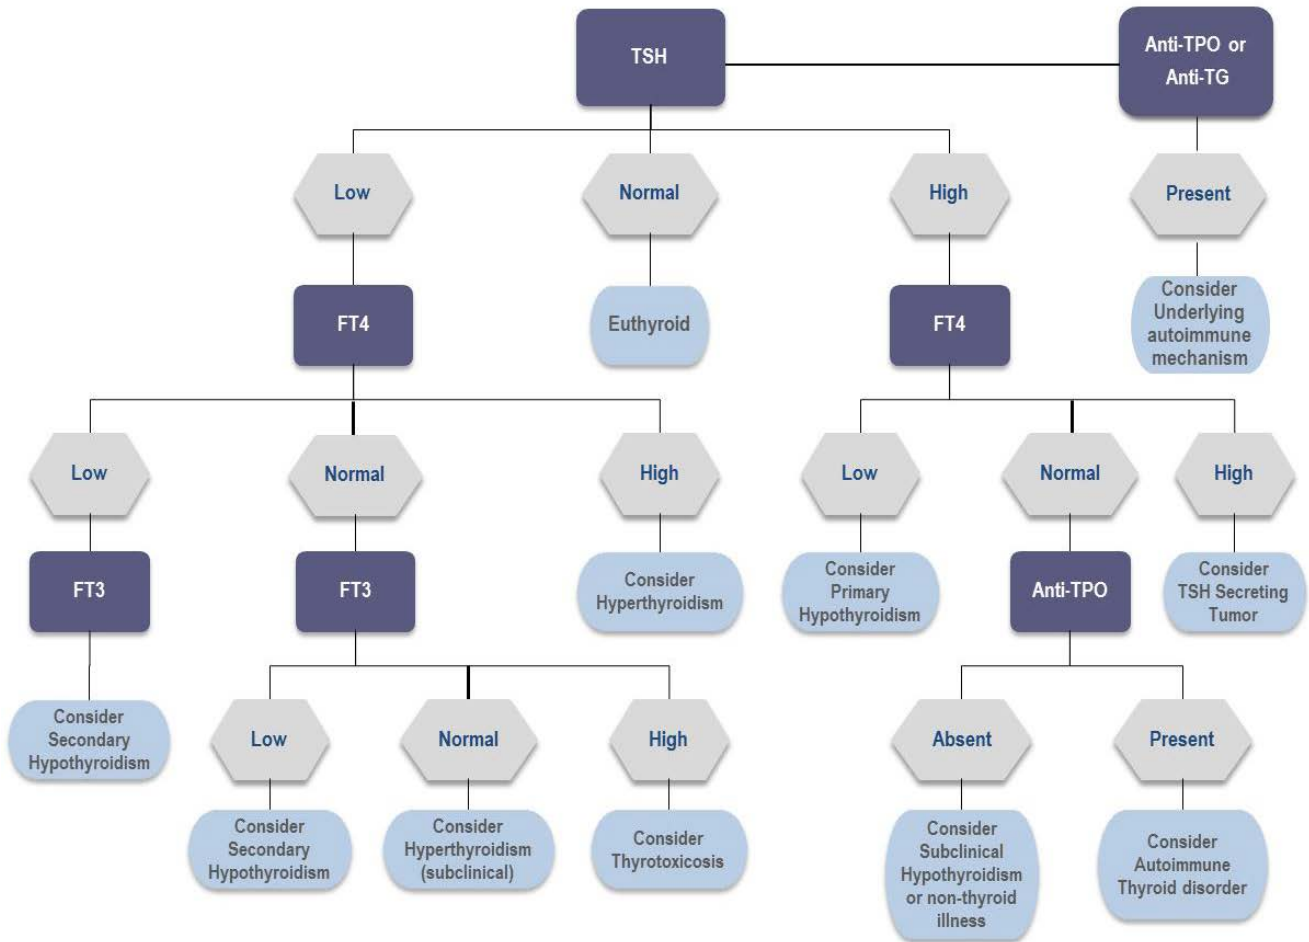 TSH
Anti-TPO or
Anti-TG
Low
Normal
High
Present
FT4
Euthyroid
FT4
Consider
Underlying
autoimmune
mechanism
Low
Normal
High
Low
Normal
High
FT3
FT3
Consider
Hyperthyroidism
Consider
Primary
Hypothyroidism
Anti-TPO
Consider
TSH Secreting
Tumor
Consider
Secondary
Hypothyroidism
Low
Normal
High
Absent
Present
Consider
Secondary
Hypothyroidism
Consider
Hyperthyroidism
(subclinical)
Consider
Thyrotoxicosis
Consider
Subclinical
Hypothyroidism
or non-thyroid
illness
Consider
Autoimmune
Thyroid disorder